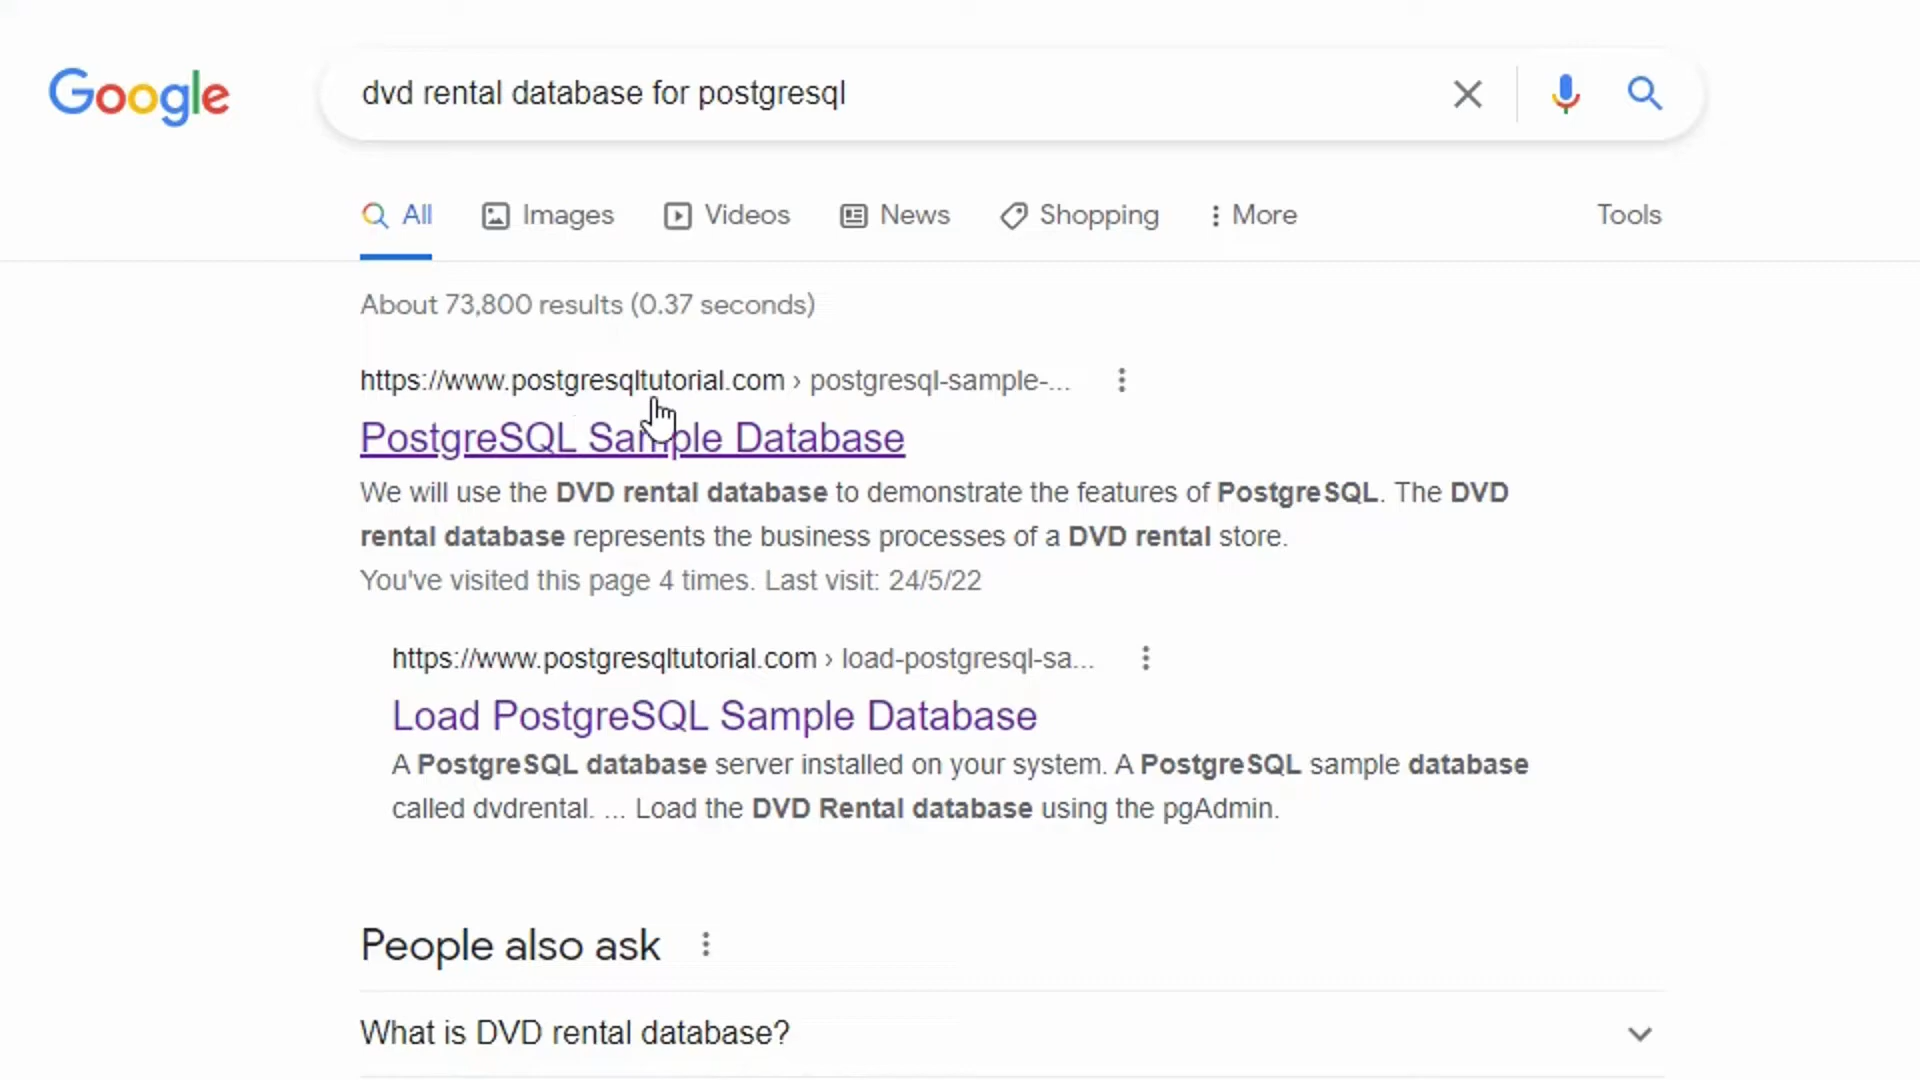 Google
dvd rental database for postgresql
All
Images
Videos
News
Shopping
More
Tools
About 73,800 results (0.37 seconds)
https://www.postgresqltutorial.com › postgresql-sample-...
PostgreSQL Sample Database
We will use the DVD rental database to demonstrate the features of PostgreSQL. The DVD
rental database represents the business processes of a DVD rental store.
You've visited this page 4 times. Last visit: 24/5/22
https://www.postgresqltutorial.com › load-postgresql-sa...
Load PostgreSQL Sample Database
A PostgreSQL database server installed on your system. A PostgreSQL sample database
called dvdrental. ... Load the DVD Rental database using the pgAdmin.
People also ask
What is DVD rental database?